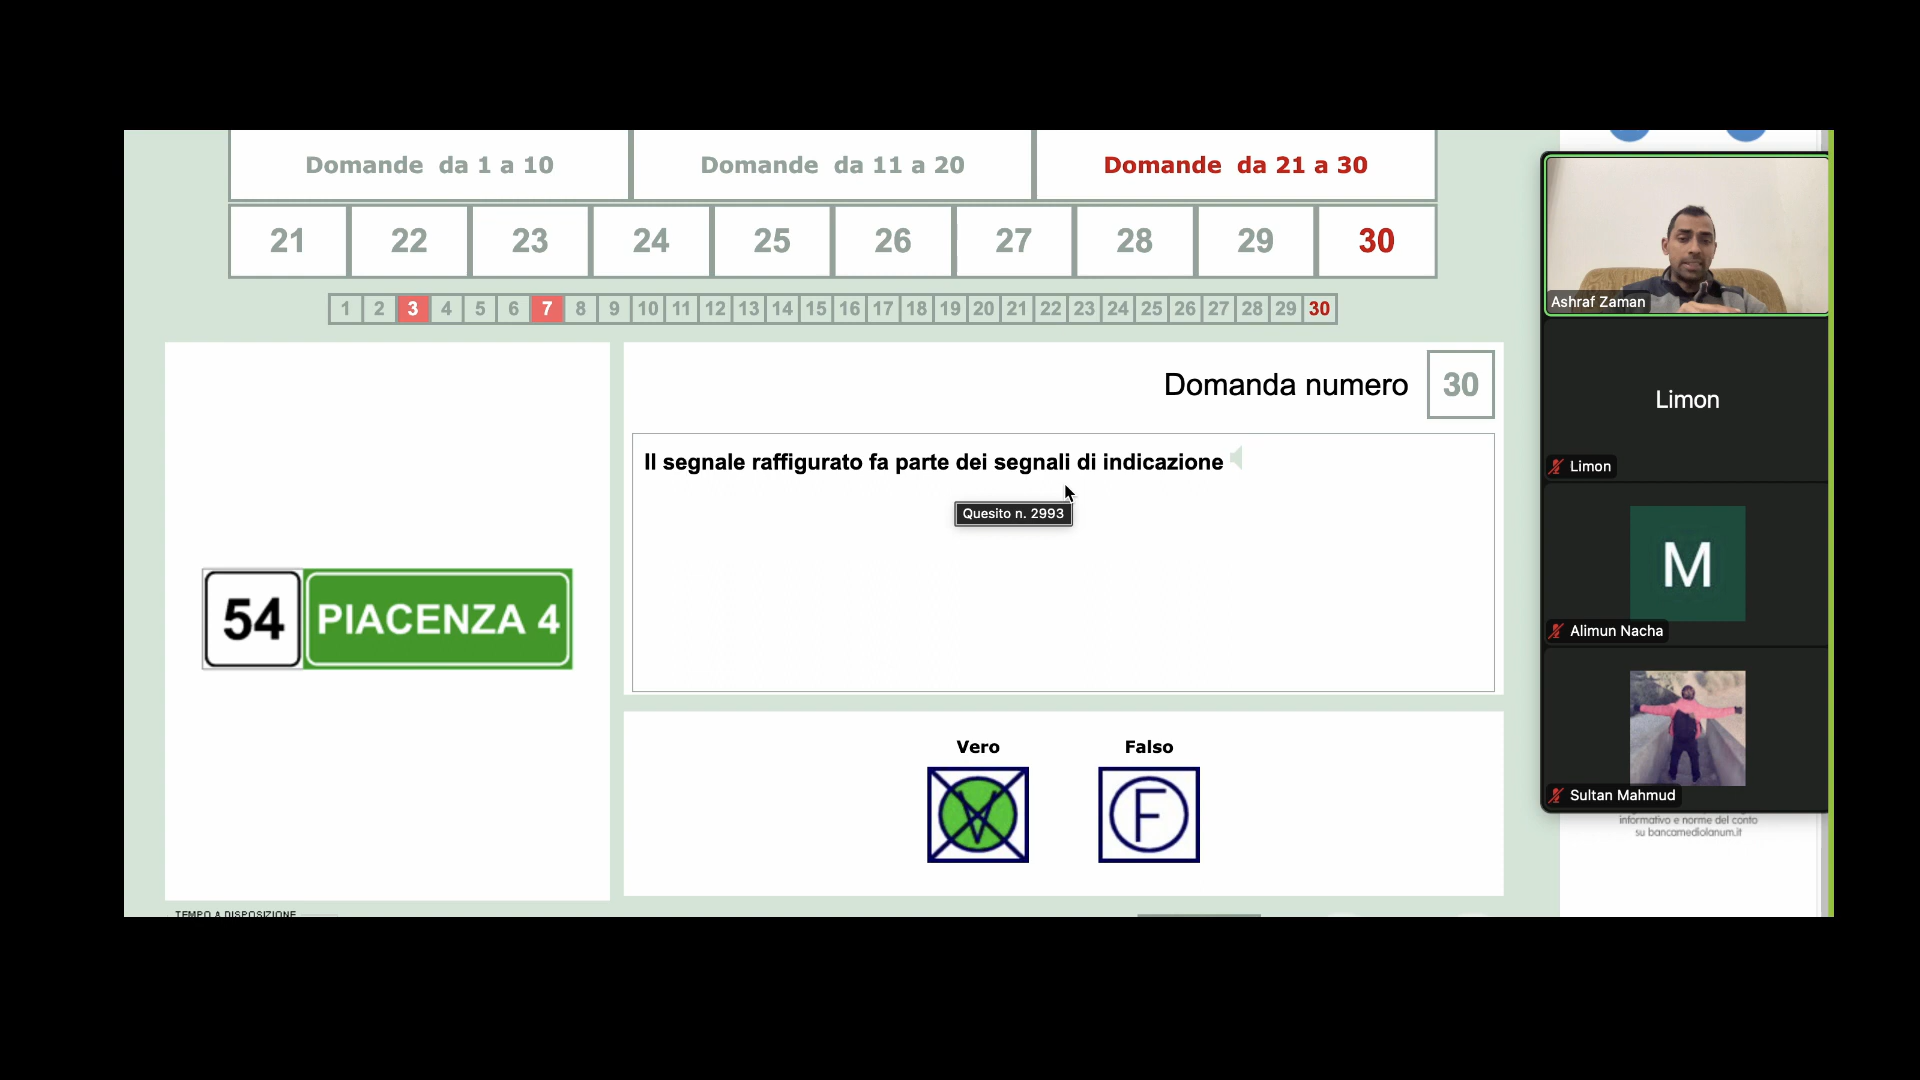 Domande da 1 a 10
Domande da 11 a 20
Domande da 21 a 30
21 22 23 24 25 26 27 28 29 30
1 2 3 4 5 6 7 8 9 10 11 12 13 14 15 16 17 18 19 20 21 22 23 24 25 26 27 28 29 30
Domanda numero 30
Il segnale raffigurato fa parte dei segnali di indicazione
Quesito n. 2993
54 PIACENZA 4
Vero
Falso
V
F
TEMPO A DISPOSIZIONE
Ashraf Zaman
Limon
Limon
M
Alimun Nacha
Sultan Mahmud
informativo e norme del conto
su bancamediolanum.it